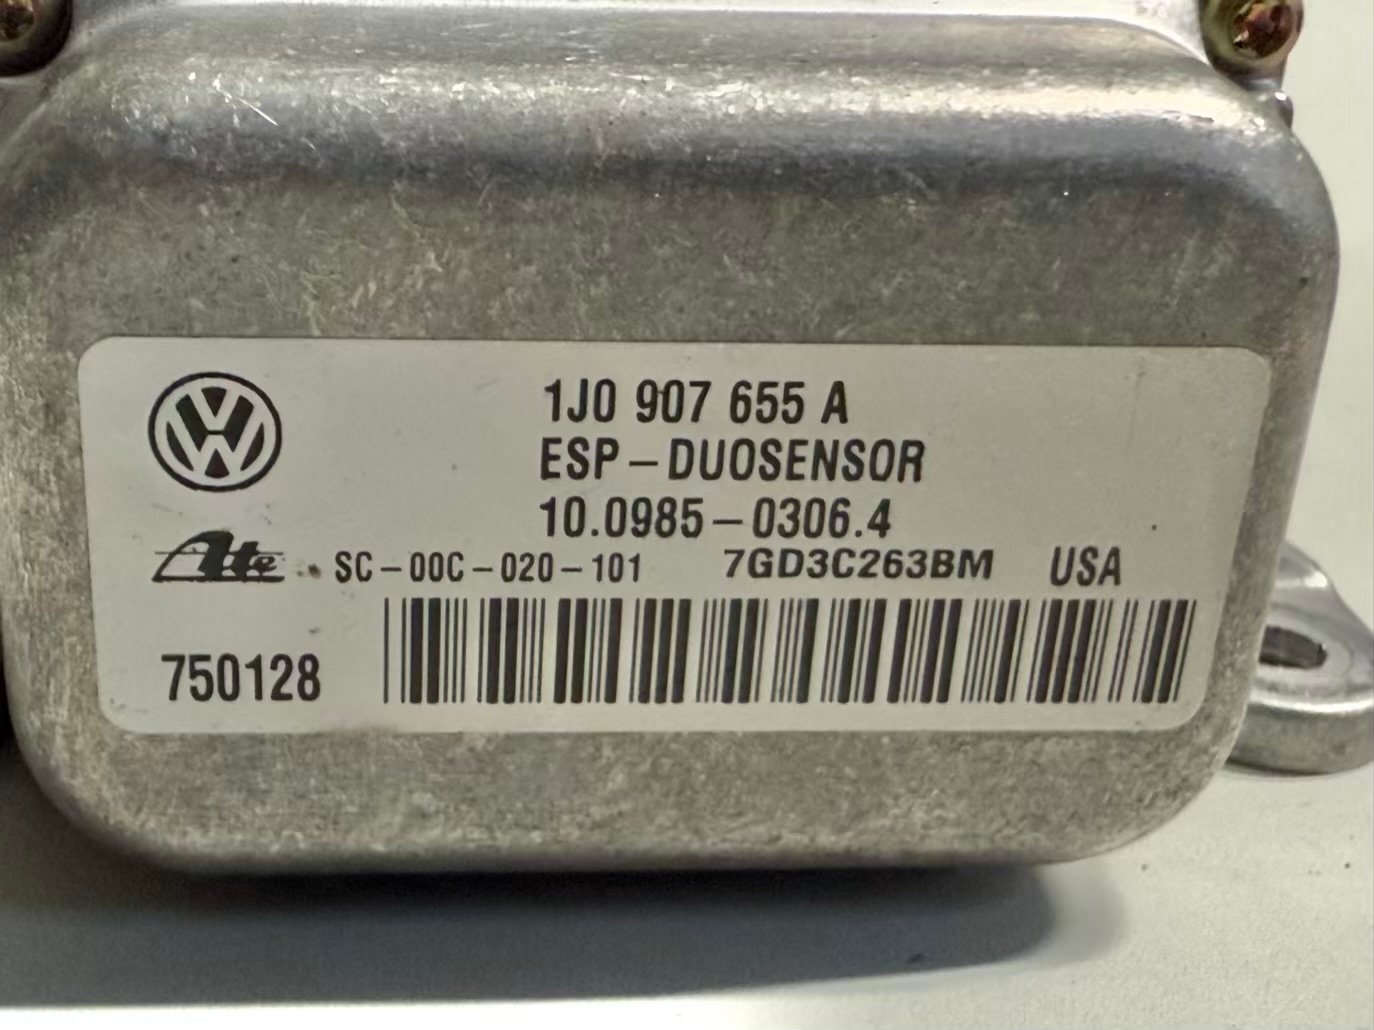 1J0 907 655 A
ESP-DUOSENSOR
10.0985-0306.4
Ate SC-00C-020-101 7GD3C263BM USA
750128